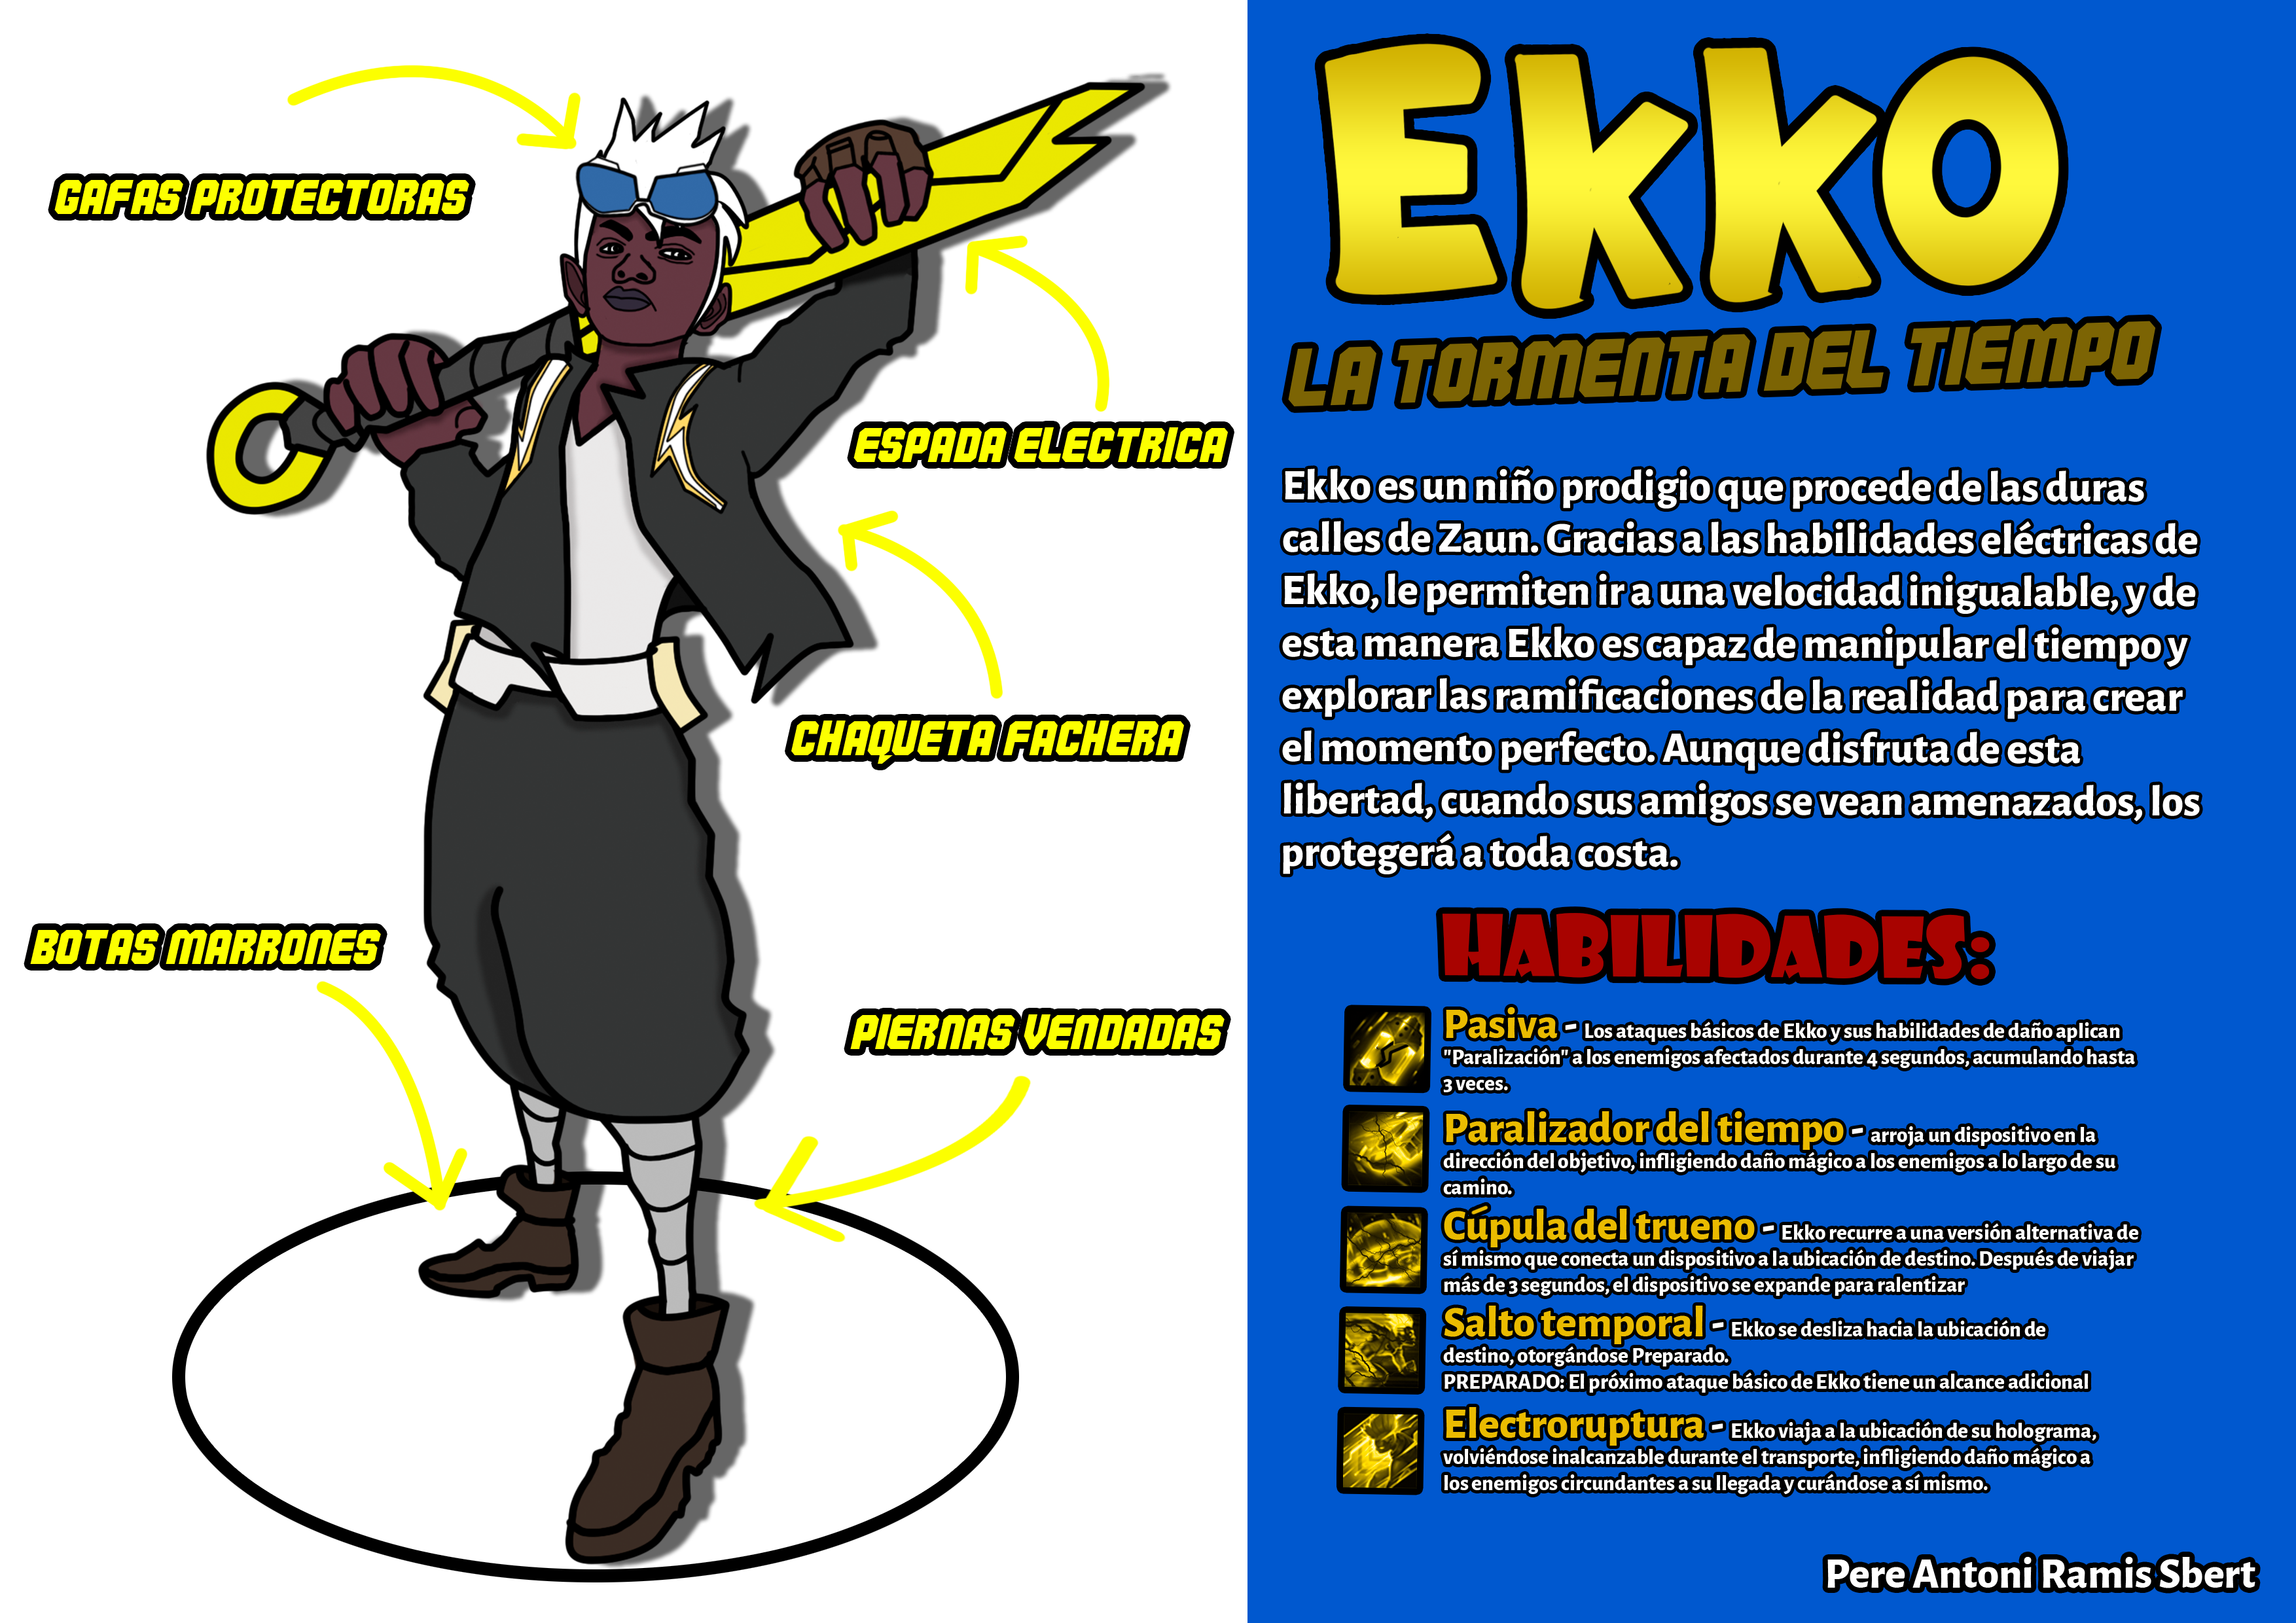 GAFAS PROTECTORAS
ESPADA ELECTRICA
CHAQUETA FACHERA
BOTAS MARRONES
PIERNAS VENDADAS
EKKO
LA TORMENTA DEL TIEMPO
Ekko es un niño prodigio que procede de las duras
calles de Zaun. Gracias a las habilidades eléctricas de
Ekko, le permiten ir a una velocidad inigualable, y de
esta manera Ekko es capaz de manipular el tiempo y
explorar las ramificaciones de la realidad para crear
el momento perfecto. Aunque disfruta de esta
libertad, cuando sus amigos se vean amenazados, los
protegerá a toda costa.
HABILIDADES:
Pasiva - Los ataques básicos de Ekko y sus habilidades de daño aplican
"Paralización" a los enemigos afectados durante 4 segundos, acumulando hasta
3 veces.
Paralizador del tiempo - arroja un dispositivo en la
dirección del objetivo, infligiendo daño mágico a los enemigos a lo largo de su
camino.
Cúpula del trueno - Ekko recurre a una versión alternativa de
sí mismo que conecta un dispositivo a la ubicación de destino. Después de viajar
más de 3 segundos, el dispositivo se expande para ralentizar
Salto temporal - Ekko se desliza hacia la ubicación de
destino, otorgándose Preparado.
PREPARADO: El próximo ataque básico de Ekko tiene un alcance adicional
Electroruptura - Ekko viaja a la ubicación de su holograma,
volviéndose inalcanzable durante el transporte, infligiendo daño mágico a
los enemigos circundantes a su llegada y curándose a sí mismo.
Pere Antoni Ramis Sbert